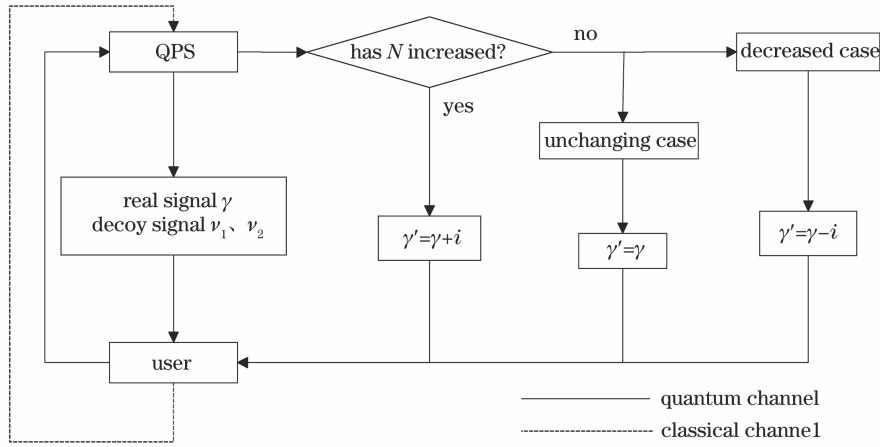 QPS
has N increased?
no
decreased case
yes
unchanging case
real signal γ
decoy signal ν₁、ν₂
γ′=γ+i
γ′=γ
γ′=γ−i
user
quantum channel
classical channe1